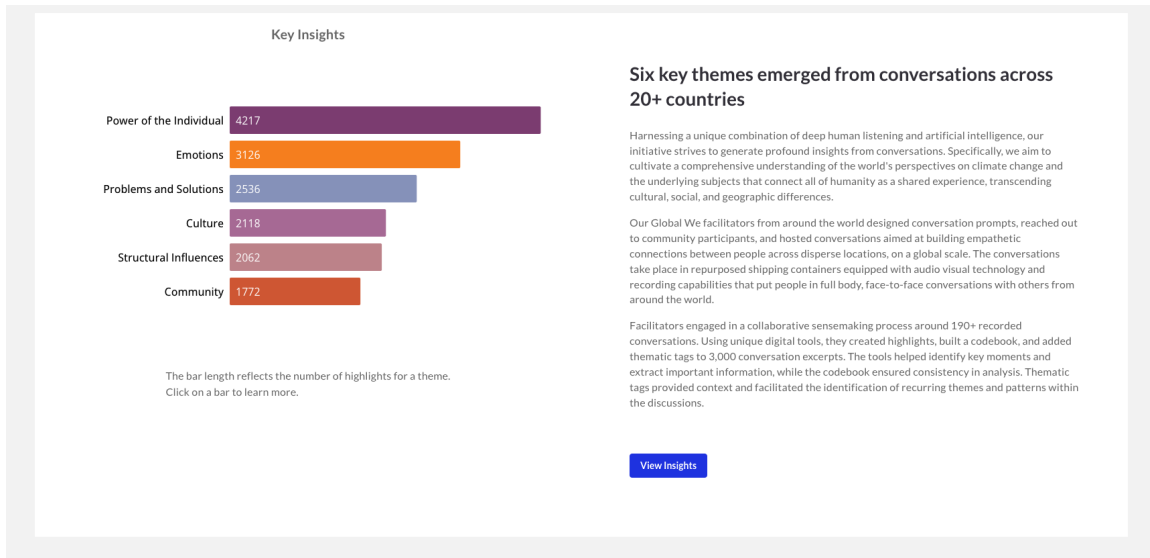 Key Insights
Power of the Individual 4217
Emotions 3126
Problems and Solutions 2536
Culture 2118
Structural Influences 2062
Community 1772
The bar length reflects the number of highlights for a theme.
Click on a bar to learn more.
Six key themes emerged from conversations across
20+ countries
Harnessing a unique combination of deep human listening and artificial intelligence, our
initiative strives to generate profound insights from conversations. Specifically, we aim to
cultivate a comprehensive understanding of the world's perspectives on climate change and
the underlying subjects that connect all of humanity as a shared experience, transcending
cultural, social, and geographic differences.
Our Global We facilitators from around the world designed conversation prompts, reached out
to community participants, and hosted conversations aimed at building empathetic
connections between people across disperse locations, on a global scale. The conversations
take place in repurposed shipping containers equipped with audio visual technology and
recording capabilities that put people in full body, face-to-face conversations with others from
around the world.
Facilitators engaged in a collaborative sensemaking process around 190+ recorded
conversations. Using unique digital tools, they created highlights, built a codebook, and added
thematic tags to 3,000 conversation excerpts. The tools helped identify key moments and
extract important information, while the codebook ensured consistency in analysis. Thematic
tags provided context and facilitated the identification of recurring themes and patterns within
the discussions.
View Insights